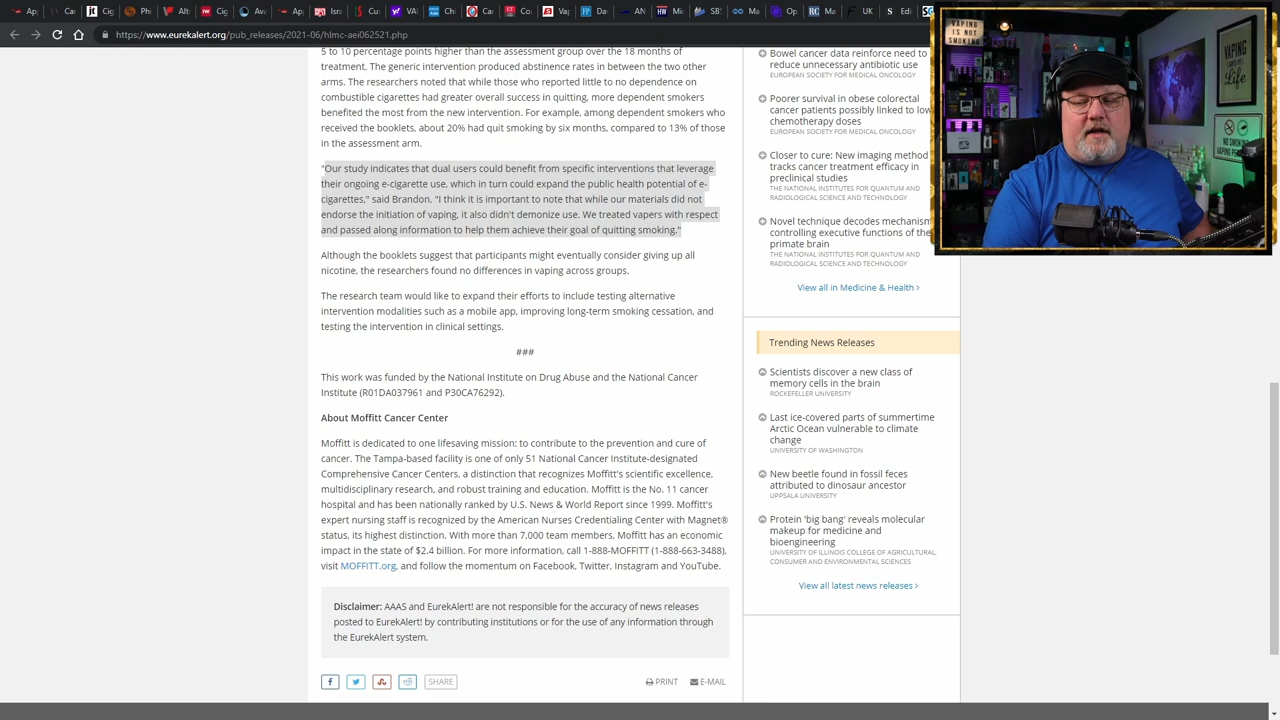 Ap
Va
Car
St
Va
Ch
Ca
ET
Va
Da
AN
Mi
An
Op
RC
Ma
UK
Sci
Edi
https://www.eurekalert.org/pub_releases/2021-06/hlmc-aei062521.php
5 to 10 percentage points higher than the assessment group over the 18 months of
treatment. The generic intervention produced abstinence rates in between the two other
arms. The researchers noted that while those who reported little to no dependence on
combustible cigarettes had greater overall success in quitting, more dependent smokers
benefited the most from the new intervention. For example, among dependent smokers who
received the booklets, about 20% had quit smoking by six months, compared to 13% of those
in the assessment arm.
"Our study indicates that dual users could benefit from specific interventions that leverage
their ongoing e-cigarette use, which in turn could expand the public health potential of e-
cigarettes," said Brandon. "I think it is important to note that while our materials did not
endorse the initiation of vaping, it also didn't demonize use. We treated vapers with respect
and passed along information to help them achieve their goal of quitting smoking."
Although the booklets suggest that participants might eventually consider giving up all
nicotine, the researchers found no differences in vaping across groups.
The research team would like to expand their efforts to include testing alternative
intervention modalities such as a mobile app, improving long-term smoking cessation, and
testing the intervention in clinical settings.
###
This work was funded by the National Institute on Drug Abuse and the National Cancer
Institute (R01DA037961 and P30CA76292).
About Moffitt Cancer Center
Moffitt is dedicated to one lifesaving mission: to contribute to the prevention and cure of
cancer. The Tampa-based facility is one of only 51 National Cancer Institute-designated
Comprehensive Cancer Centers, a distinction that recognizes Moffitt's scientific excellence,
multidisciplinary research, and robust training and education. Moffitt is the No. 11 cancer
hospital and has been nationally ranked by U.S. News & World Report since 1999. Moffitt's
expert nursing staff is recognized by the American Nurses Credentialing Center with Magnet®
status, its highest distinction. With more than 7,000 team members, Moffitt has an economic
impact in the state of $2.4 billion. For more information, call 1-888-MOFFITT (1-888-663-3488),
visit MOFFITT.org, and follow the momentum on Facebook, Twitter, Instagram and YouTube.
Disclaimer: AAAS and EurekAlert! are not responsible for the accuracy of news releases
posted to EurekAlert! by contributing institutions or for the use of any information through
the EurekAlert system.
SHARE
PRINT
E-MAIL
Bowel cancer data reinforce need to
reduce unnecessary antibiotic use
EUROPEAN SOCIETY FOR MEDICAL ONCOLOGY
Poorer survival in obese colorectal
cancer patients possibly linked to low
chemotherapy doses
EUROPEAN SOCIETY FOR MEDICAL ONCOLOGY
Closer to cure: New imaging method
tracks cancer treatment efficacy in
preclinical studies
THE NATIONAL INSTITUTES FOR QUANTUM AND
RADIOLOGICAL SCIENCE AND TECHNOLOGY
Novel technique decodes mechanism
controlling executive functions of the
primate brain
THE NATIONAL INSTITUTES FOR QUANTUM AND
RADIOLOGICAL SCIENCE AND TECHNOLOGY
View all in Medicine & Health
Trending News Releases
Scientists discover a new class of
memory cells in the brain
ROCKEFELLER UNIVERSITY
Last ice-covered parts of summertime
Arctic Ocean vulnerable to climate
change
UNIVERSITY OF WASHINGTON
New beetle found in fossil feces
attributed to dinosaur ancestor
UPPSALA UNIVERSITY
Protein 'big bang' reveals molecular
makeup for medicine and
bioengineering
UNIVERSITY OF ILLINOIS COLLEGE OF AGRICULTURAL,
CONSUMER AND ENVIRONMENTAL SCIENCES
View all latest news releases
VAPING
IS NOT
SMOKING
VAPING
Life
NO SMOKING